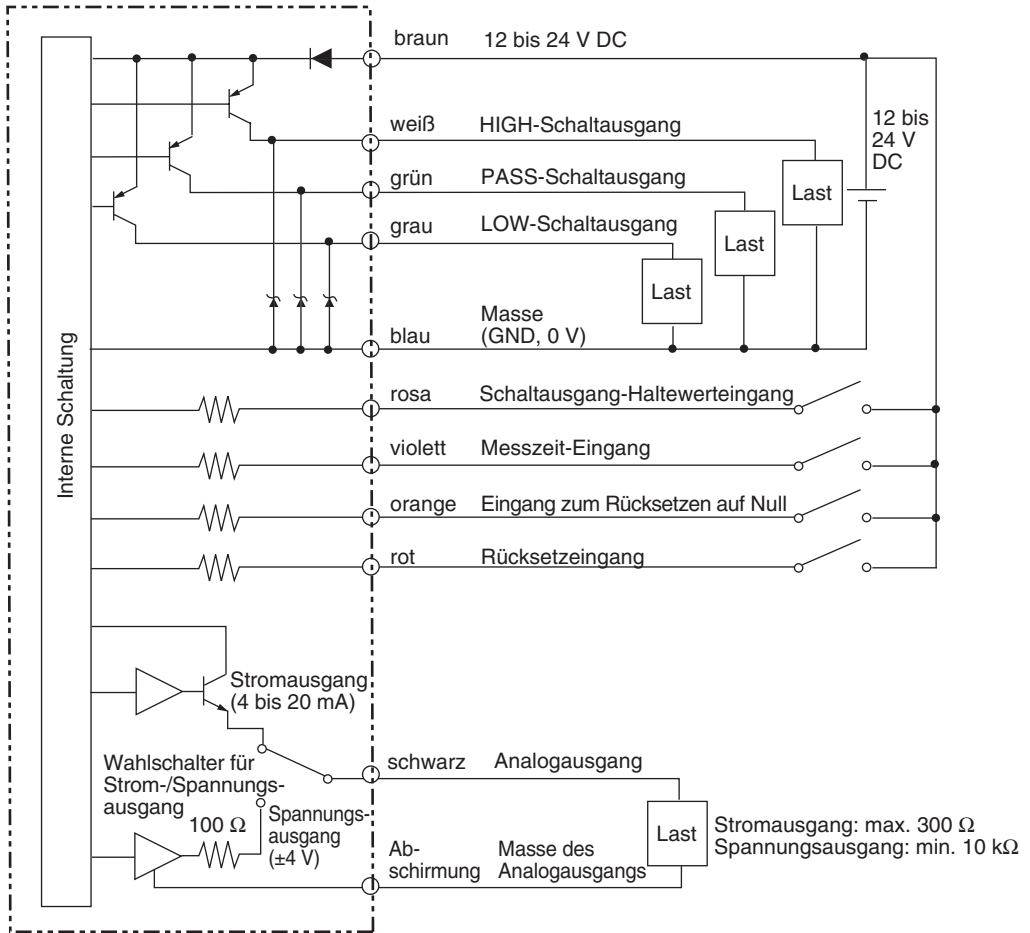 braun 12 bis 24 V DC
weiß HIGH-Schaltausgang
12 bis
24 V
DC
Last
grün PASS-Schaltausgang
Last
grau LOW-Schaltausgang
Last
Masse
(GND, 0 V)
blau
Interne Schaltung
rosa Schaltausgang-Haltewerteingang
violett Messzeit-Eingang
orange Eingang zum Rücksetzen auf Null
rot Rücksetzeingang
Stromausgang
(4 bis 20 mA)
Wahlschalter für
Strom-/Spannungs-
ausgang
schwarz Analogausgang
100 Ω
Spannungs-
ausgang
(±4 V)
Last
Stromausgang: max. 300 Ω
Spannungsausgang: min. 10 kΩ
Ab-
schirmung
Masse des
Analogausgangs